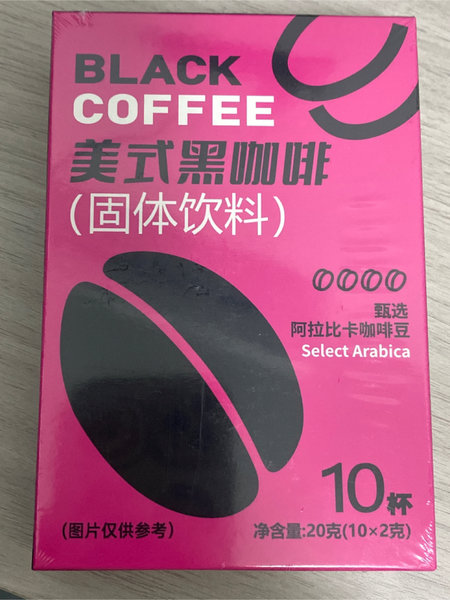 BLACK
COFFEE
美式黑咖啡
(固体饮料)
甄选
阿拉比卡咖啡豆
Select Arabica
10杯
(图片仅供参考)
净含量:20克(10×2克)